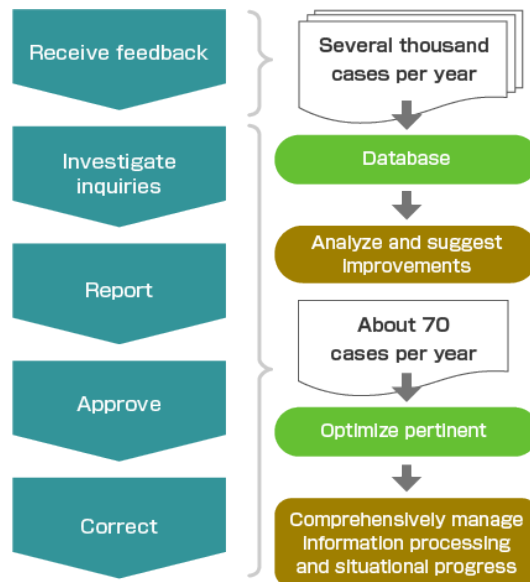 Receive feedback
Investigate
inquiries
Report
Approve
Correct
Several thousand
cases per year
Database
Analyze and suggest
improvements
About 70
cases per year
Optimize pertinent
Comprehensively manage
information processing
and situational progress